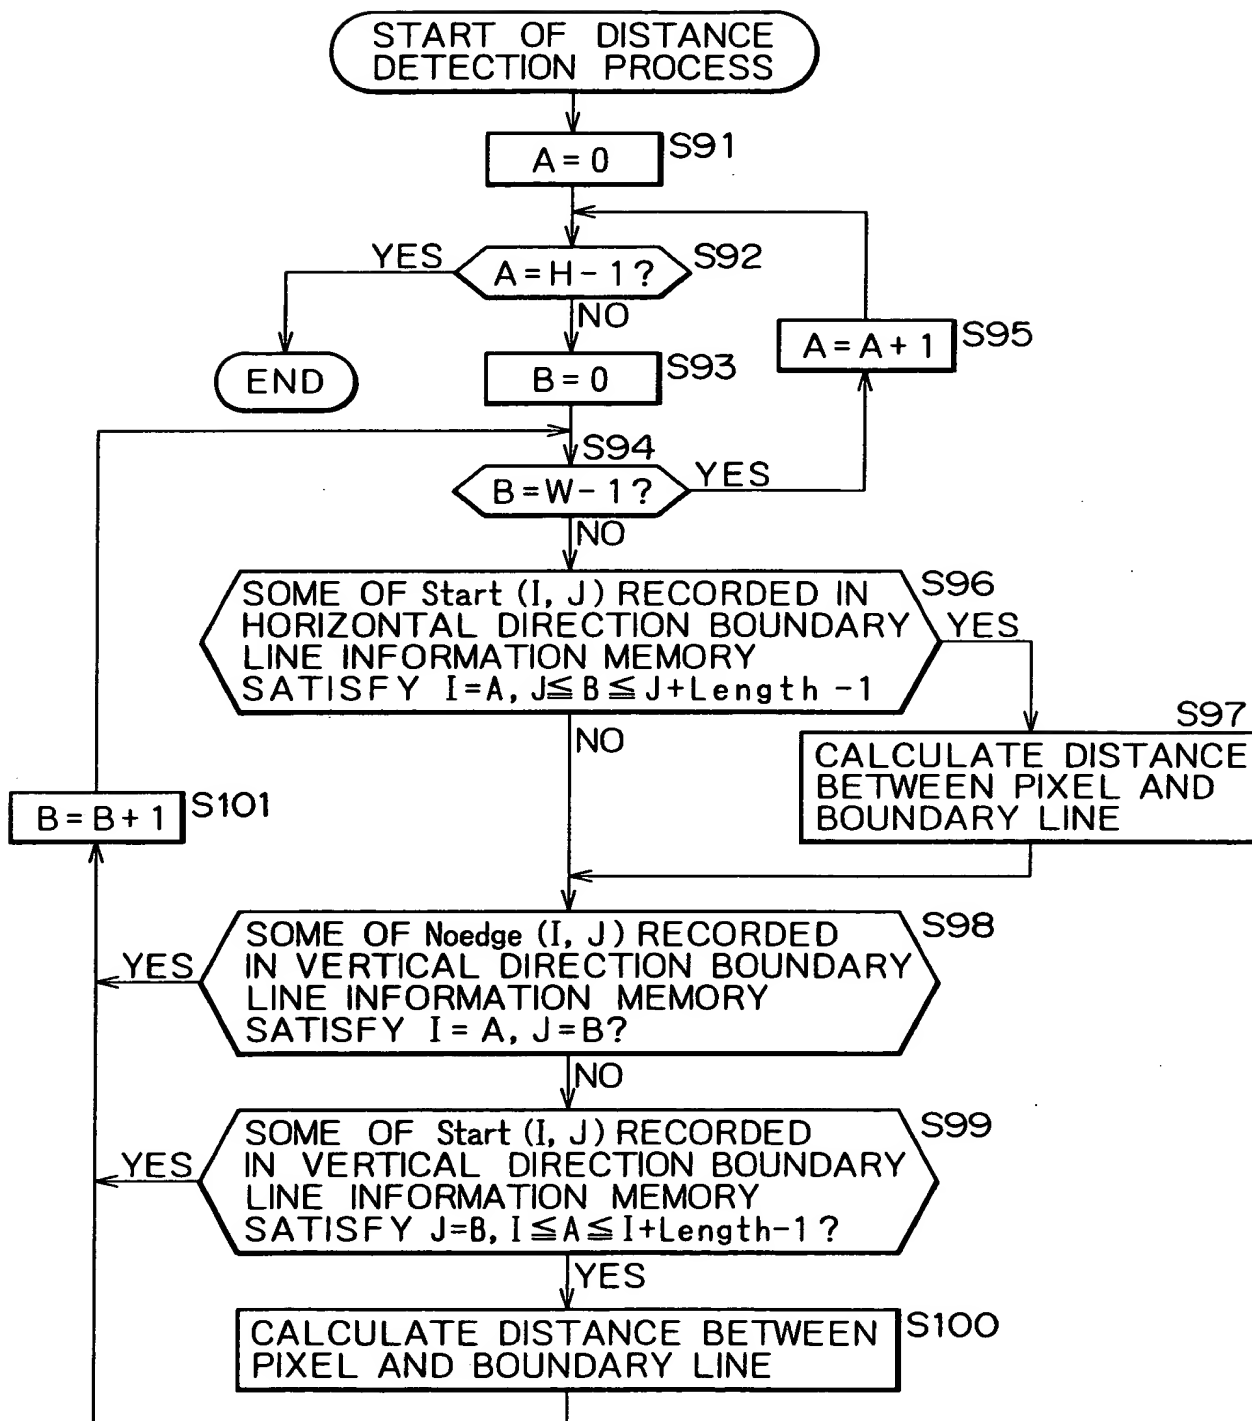 START OF DISTANCE
DETECTION PROCESS
A = 0
S91
YES
A = H - 1 ?
S92
NO
A = A + 1
S95
END
B = 0
S93
S94
B = W - 1 ?
YES
NO
SOME OF Start (I, J) RECORDED IN
HORIZONTAL DIRECTION BOUNDARY
LINE INFORMATION MEMORY
SATISFY I=A, J≦B≦J+Length -1
S96
YES
NO
S97
CALCULATE DISTANCE
BETWEEN PIXEL AND
BOUNDARY LINE
B = B + 1
S101
SOME OF Noedge (I, J) RECORDED
IN VERTICAL DIRECTION BOUNDARY
LINE INFORMATION MEMORY
SATISFY I = A, J=B?
S98
YES
NO
SOME OF Start (I, J) RECORDED
IN VERTICAL DIRECTION BOUNDARY
LINE INFORMATION MEMORY
SATISFY J=B, I≦A≦I+Length-1 ?
S99
YES
YES
CALCULATE DISTANCE BETWEEN
PIXEL AND BOUNDARY LINE
S100